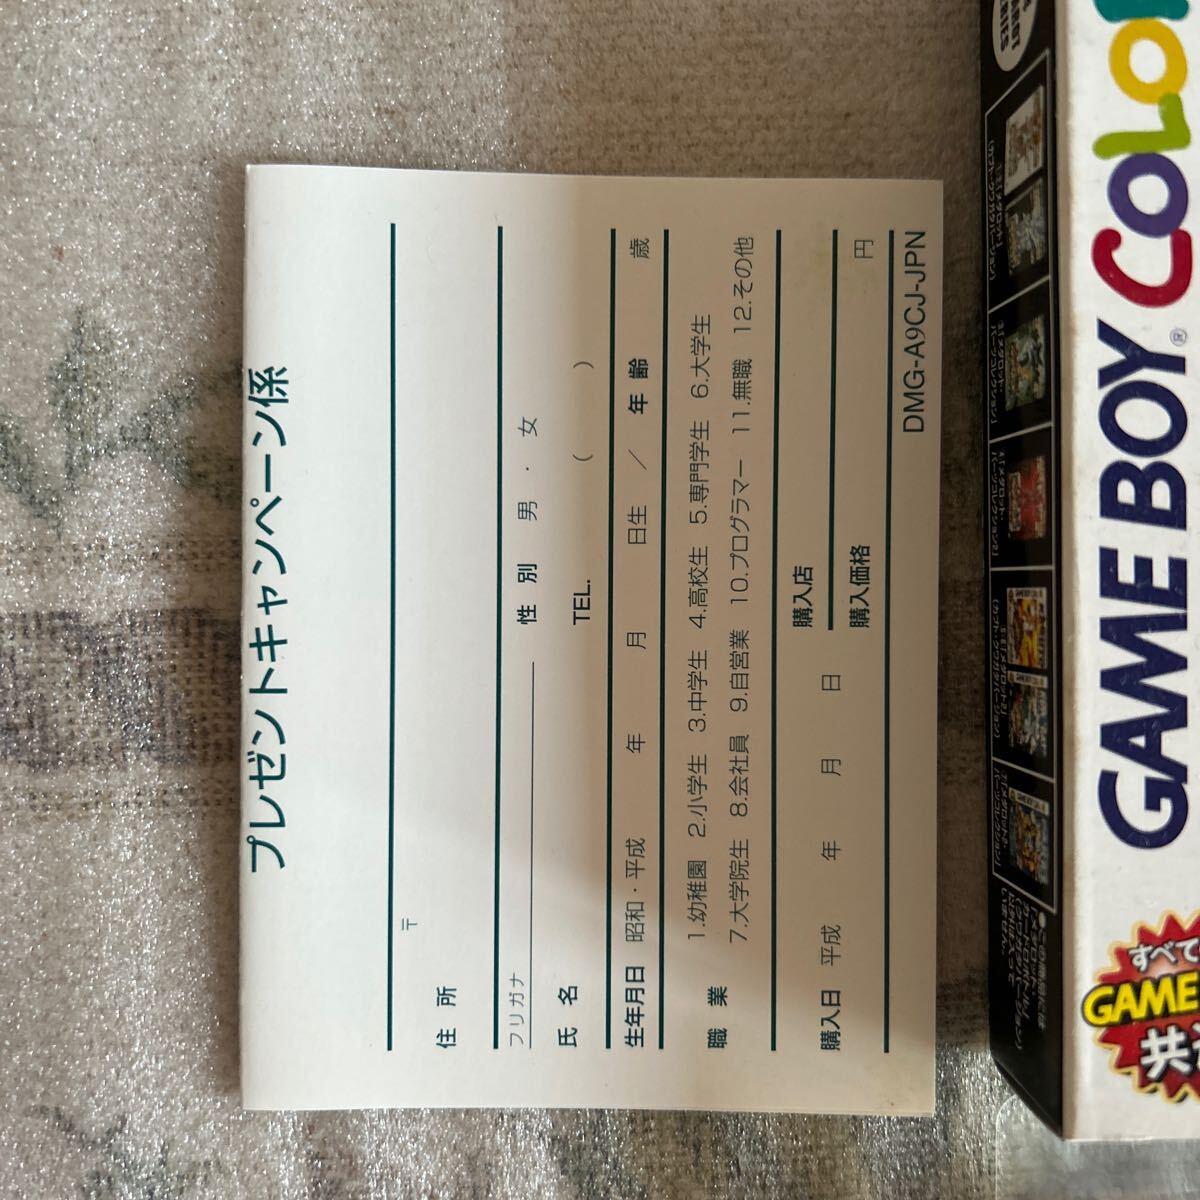 プレゼントキャンペーン係
〒
住 所
フリガナ
氏 名
性 別 男 ・ 女
TEL. ( )
生年月日 昭和・平成 年 月 日生 / 年 齢 歳
職 業
1.幼稚園 2.小学生 3.中学生 4.高校生 5.専門学生 6.大学生
7.大学院生 8.会社員 9.自営業 10.プログラマー 11.無職 12.その他
購入日 平成 年 月 日
購入店
購入価格 円
DMG-A9CJ-JPN
GAME BOY® COLOR
すべて
GAME
共